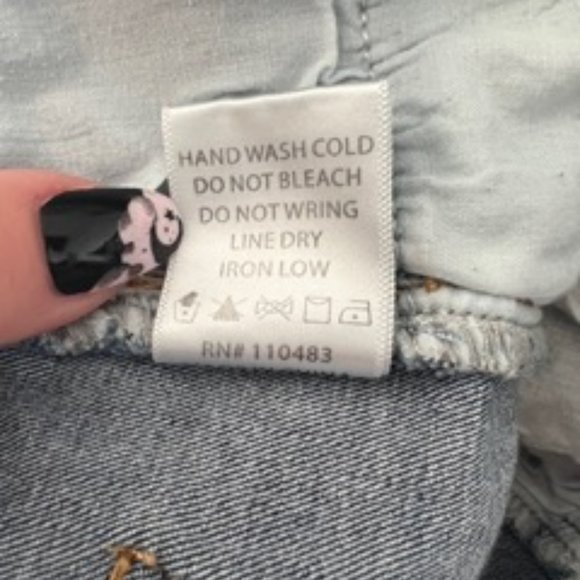 HAND WASH COLD
DO NOT BLEACH
DO NOT WRING
LINE DRY
IRON LOW
RN# 110483